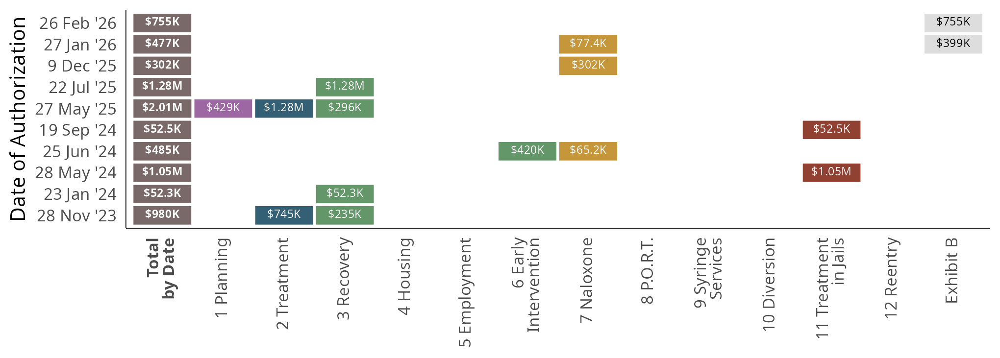 Date of Authorization
26 Feb '26 $755K $755K
27 Jan '26 $477K $77.4K $399K
9 Dec '25 $302K $302K
22 Jul '25 $1.28M $1.28M
27 May '25 $2.01M $429K $1.28M $296K
19 Sep '24 $52.5K $52.5K
25 Jun '24 $485K $420K $65.2K
28 May '24 $1.05M $1.05M
23 Jan '24 $52.3K $52.3K
28 Nov '23 $980K $745K $235K
Total
by Date
1 Planning
2 Treatment
3 Recovery
4 Housing
5 Employment
6 Early
Intervention
7 Naloxone
8 P.O.R.T.
9 Syringe
Services
10 Diversion
11 Treatment
in Jails
12 Reentry
Exhibit B